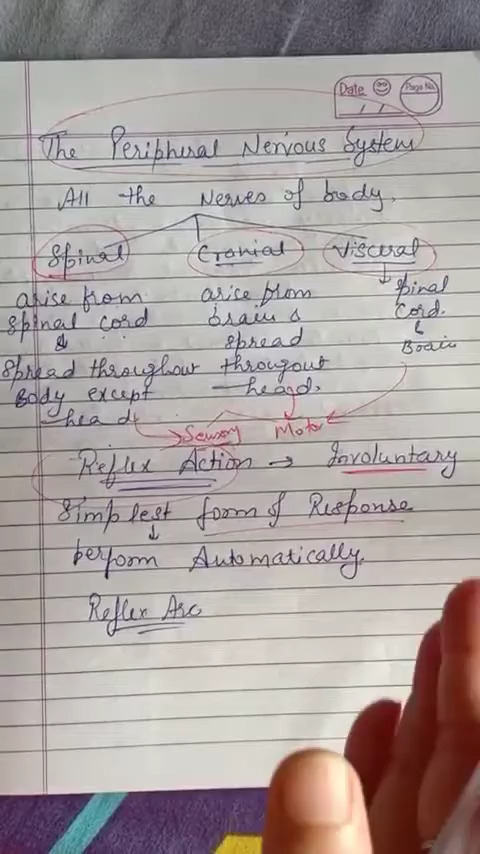 Date
Page No.
The Peripheral Nervous System
All the Nerves of body.
Spinal Cranial Visceral
arise from
spinal cord
&
Spread throughout
Body except
head
arise from
brain &
spread
througout
head.
Spinal
Cord.
&
Brain
Sensory Motor
Reflex Action → Involuntary
Simplest form of Response
perform Automatically.
Reflex Arc